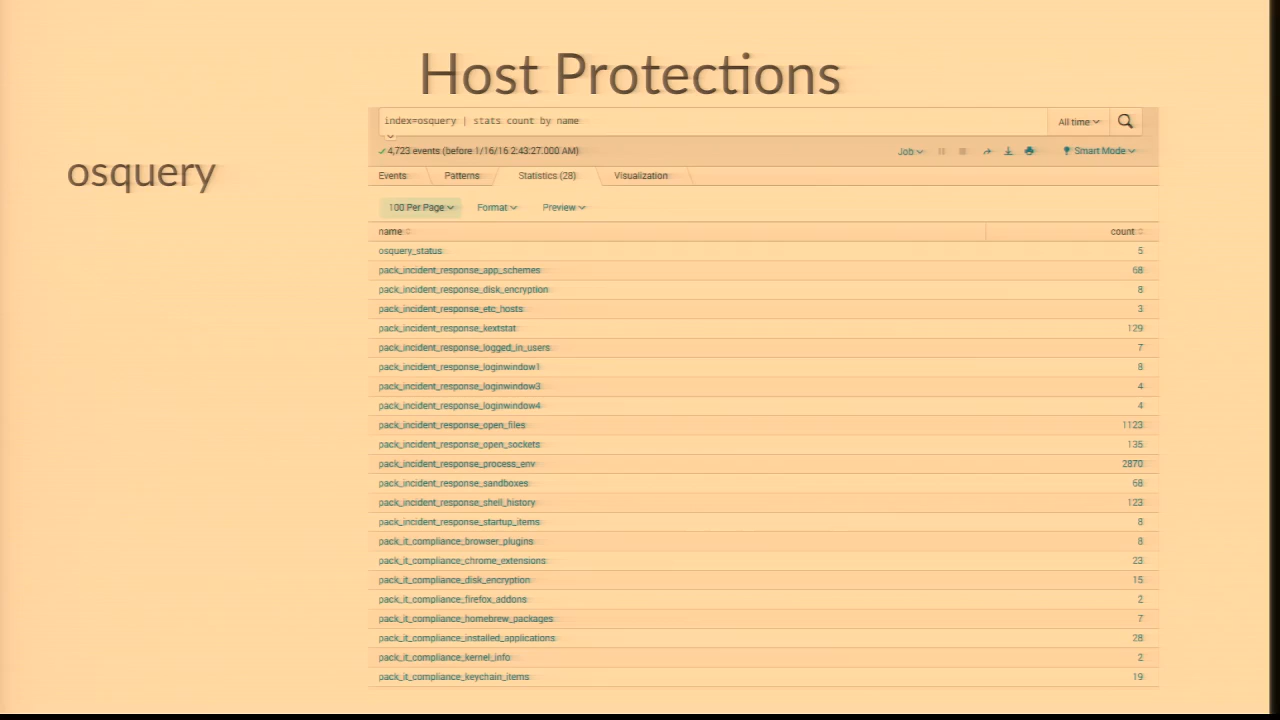 Host Protections
osquery
index=osquery | stats count by name
All time
4,723 events (before 1/16/16 2:43:27.000 AM)
Job
Smart Mode
Events Patterns Statistics (28) Visualization
100 Per Page Format Preview
name count
osquery_status 5
pack_incident_response_app_schemes 68
pack_incident_response_disk_encryption 8
pack_incident_response_etc_hosts 3
pack_incident_response_kextstat 129
pack_incident_response_logged_in_users 7
pack_incident_response_loginwindow1 8
pack_incident_response_loginwindow3 4
pack_incident_response_loginwindow4 4
pack_incident_response_open_files 1123
pack_incident_response_open_sockets 135
pack_incident_response_process_env 2870
pack_incident_response_sandboxes 68
pack_incident_response_shell_history 123
pack_incident_response_startup_items 8
pack_it_compliance_browser_plugins 8
pack_it_compliance_chrome_extensions 23
pack_it_compliance_disk_encryption 15
pack_it_compliance_firefox_addons 2
pack_it_compliance_homebrew_packages 7
pack_it_compliance_installed_applications 28
pack_it_compliance_kernel_info 2
pack_it_compliance_keychain_items 19